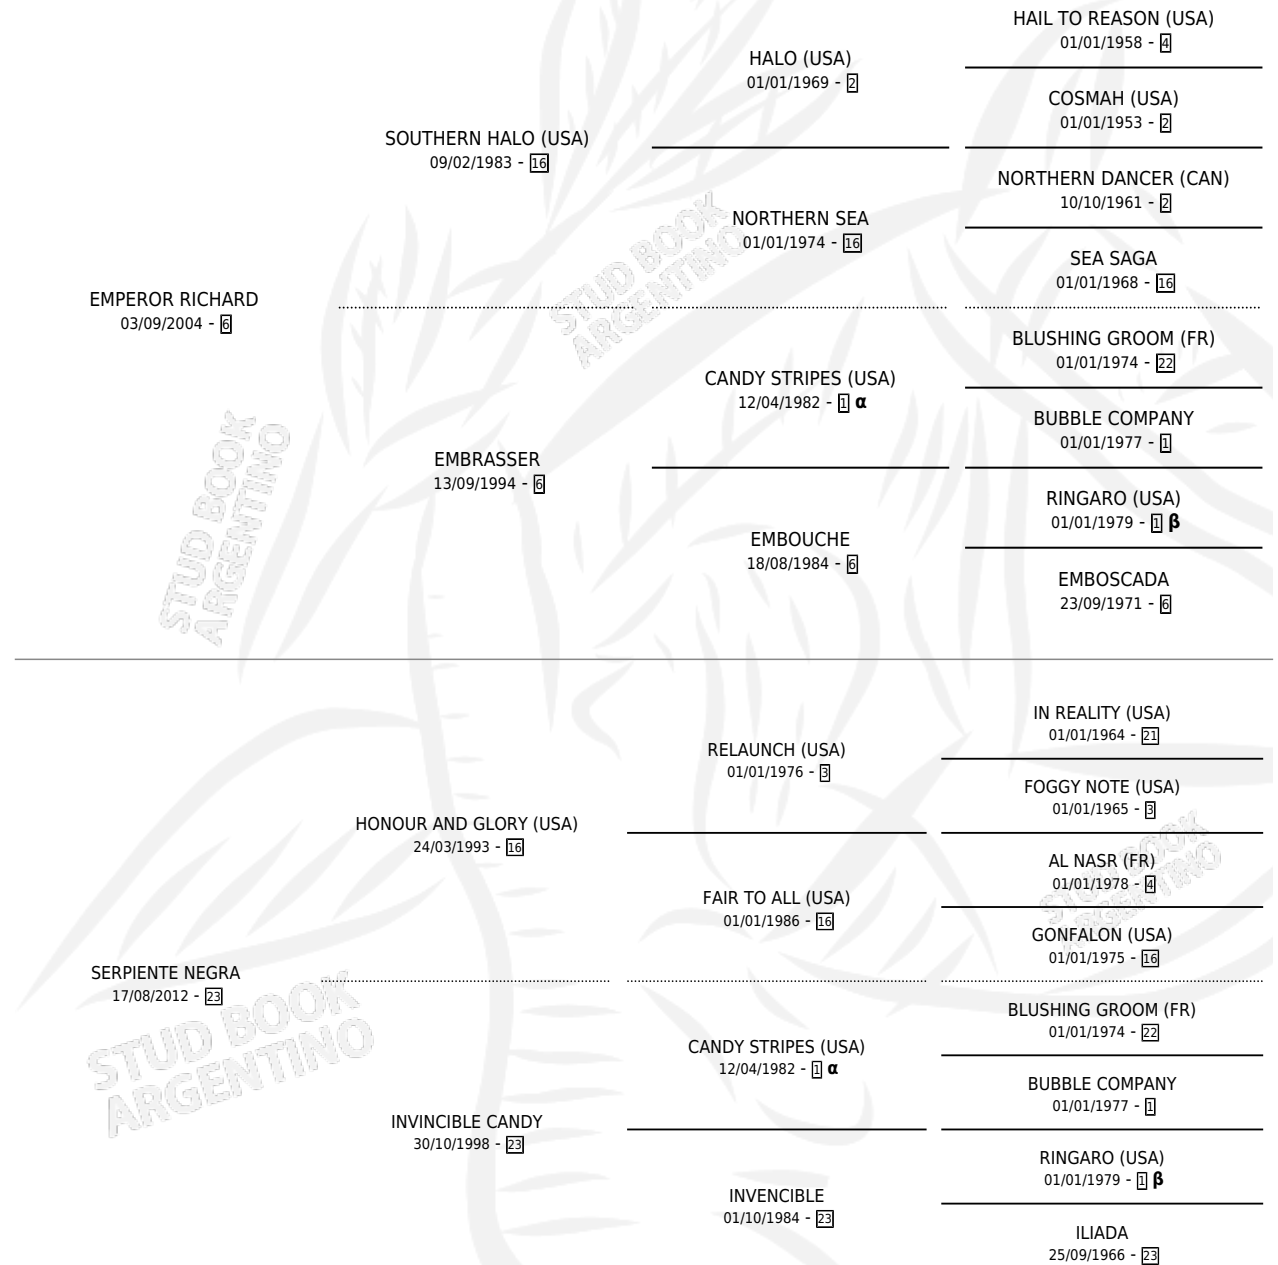 HAIL TO REASON (USA)
01/01/1958 - 4
HALO (USA)
01/01/1969 - 2
COSMAH (USA)
01/01/1953 - 2
SOUTHERN HALO (USA)
09/02/1983 - 16
NORTHERN DANCER (CAN)
10/10/1961 - 2
NORTHERN SEA
01/01/1974 - 16
SEA SAGA
01/01/1968 - 16
EMPEROR RICHARD
03/09/2004 - 6
BLUSHING GROOM (FR)
01/01/1974 - 22
CANDY STRIPES (USA)
12/04/1982 - 1 α
BUBBLE COMPANY
01/01/1977 - 1
EMBRASSER
13/09/1994 - 6
RINGARO (USA)
01/01/1979 - 1 β
EMBOUCHE
18/08/1984 - 6
EMBOSCADA
23/09/1971 - 6
STUD BOOK
ARGENTINO
STUD BOOK
ARGENTINO
IN REALITY (USA)
01/01/1964 - 21
RELAUNCH (USA)
01/01/1976 - 3
FOGGY NOTE (USA)
01/01/1965 - 3
HONOUR AND GLORY (USA)
24/03/1993 - 16
AL NASR (FR)
01/01/1978 - 4
FAIR TO ALL (USA)
01/01/1986 - 16
GONFALON (USA)
01/01/1975 - 16
SERPIENTE NEGRA
17/08/2012 - 23
BLUSHING GROOM (FR)
01/01/1974 - 22
CANDY STRIPES (USA)
12/04/1982 - 1 α
BUBBLE COMPANY
01/01/1977 - 1
INVINCIBLE CANDY
30/10/1998 - 23
RINGARO (USA)
01/01/1979 - 1 β
INVENCIBLE
01/10/1984 - 23
ILIADA
25/09/1966 - 23
STUD BOOK
ARGENTINO
STUD BOOK
ARGENTINO